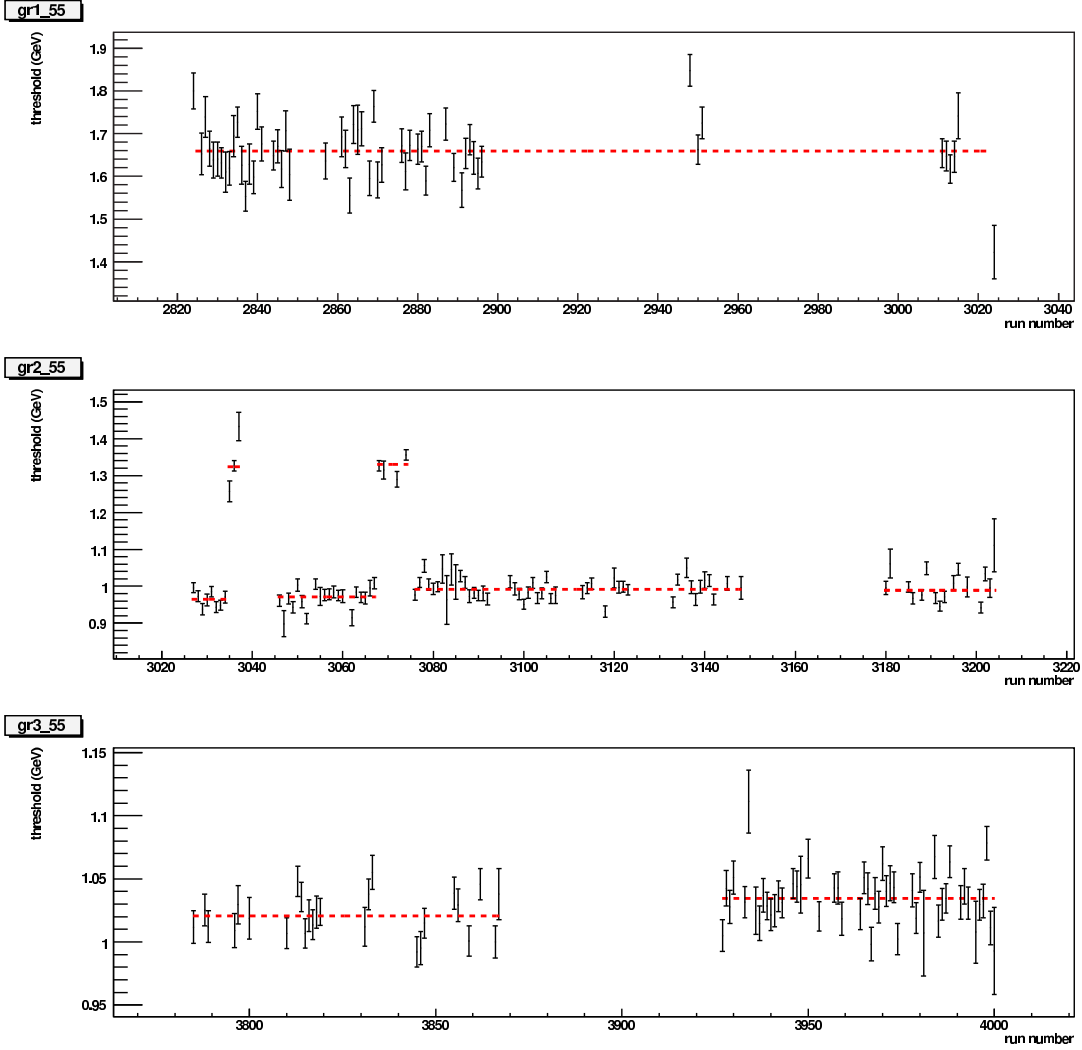 gr1_55
threshold (GeV)
1.9
1.8
1.7
1.6
1.5
1.4
2820 2840 2860 2880 2900 2920 2940 2960 2980 3000 3020 3040
run number
gr2_55
threshold (GeV)
1.5
1.4
1.3
1.2
1.1
1
0.9
3020 3040 3060 3080 3100 3120 3140 3160 3180 3200 3220
run number
gr3_55
threshold (GeV)
1.15
1.1
1.05
1
0.95
3800 3850 3900 3950 4000
run number